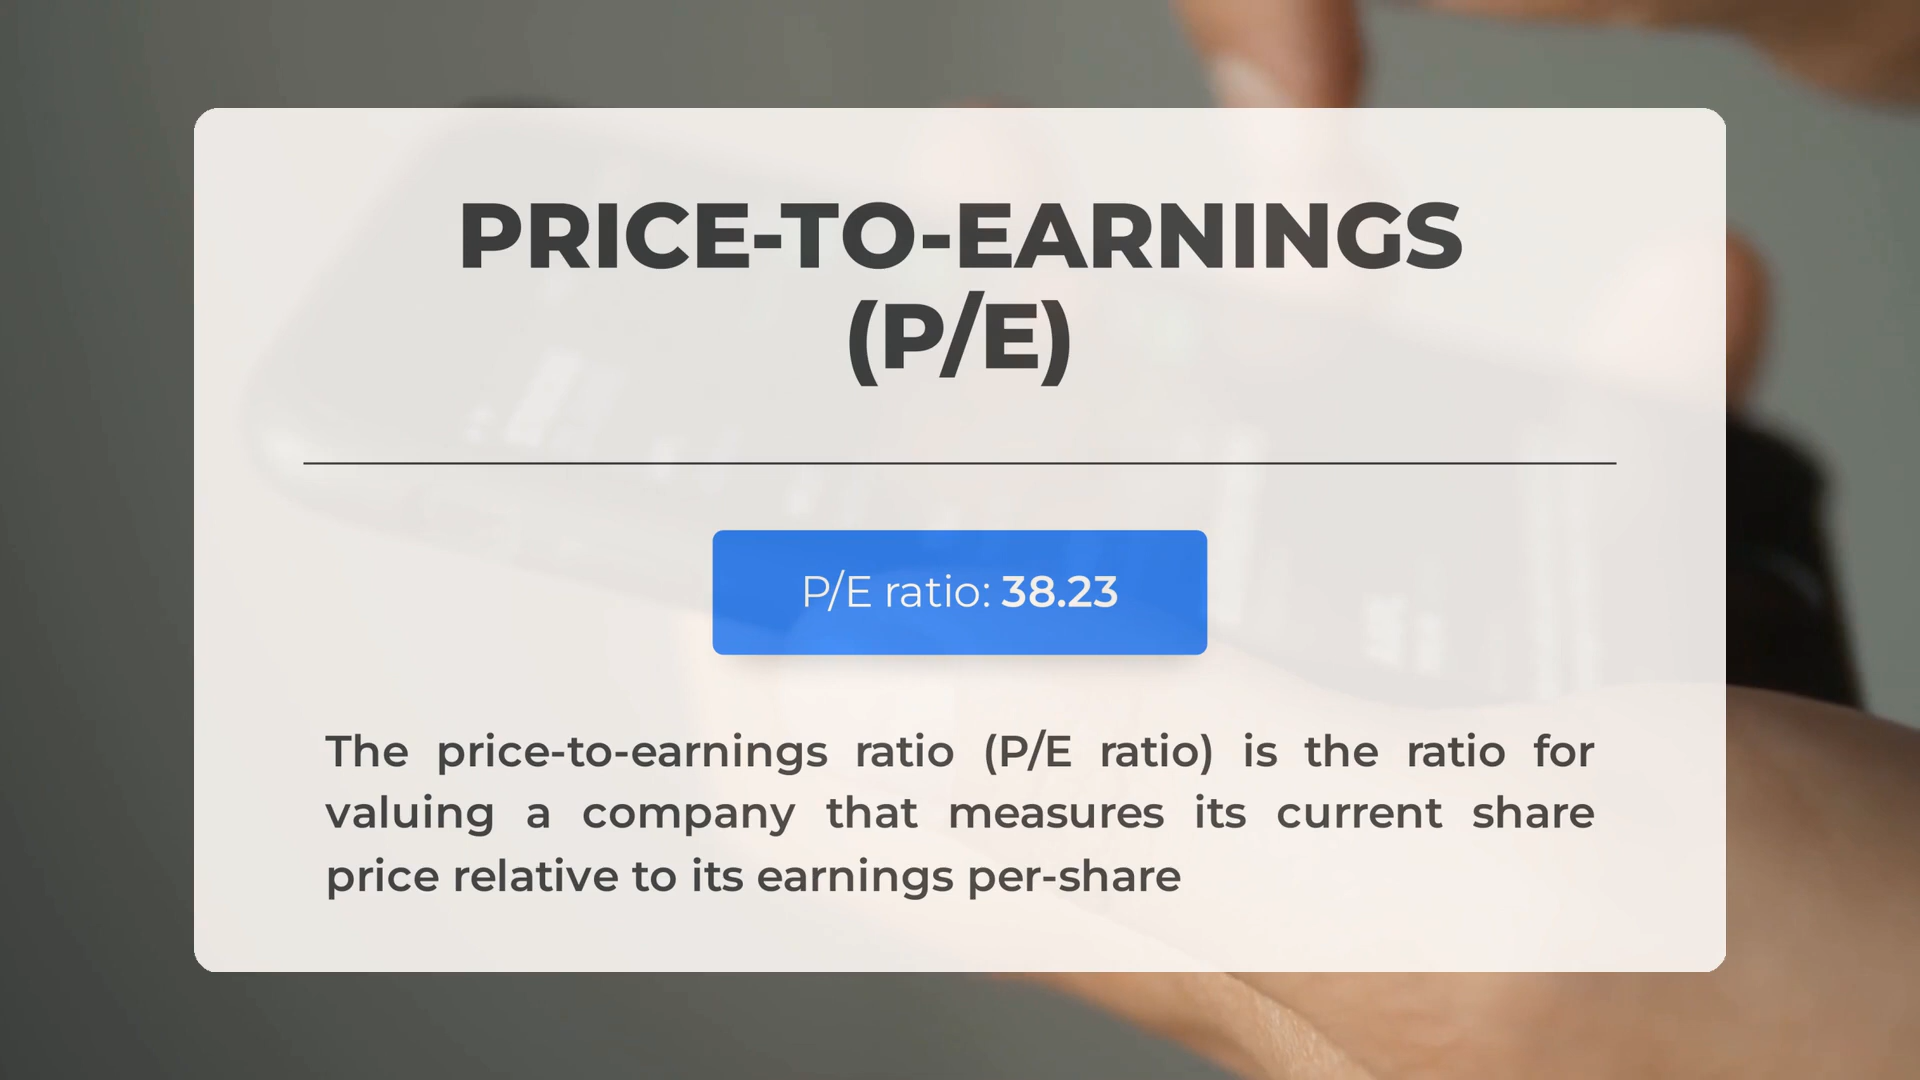 PRICE-TO-EARNINGS
(P/E)
P/E ratio: 38.23
The price-to-earnings ratio (P/E ratio) is the ratio for
valuing a company that measures its current share
price relative to its earnings per-share